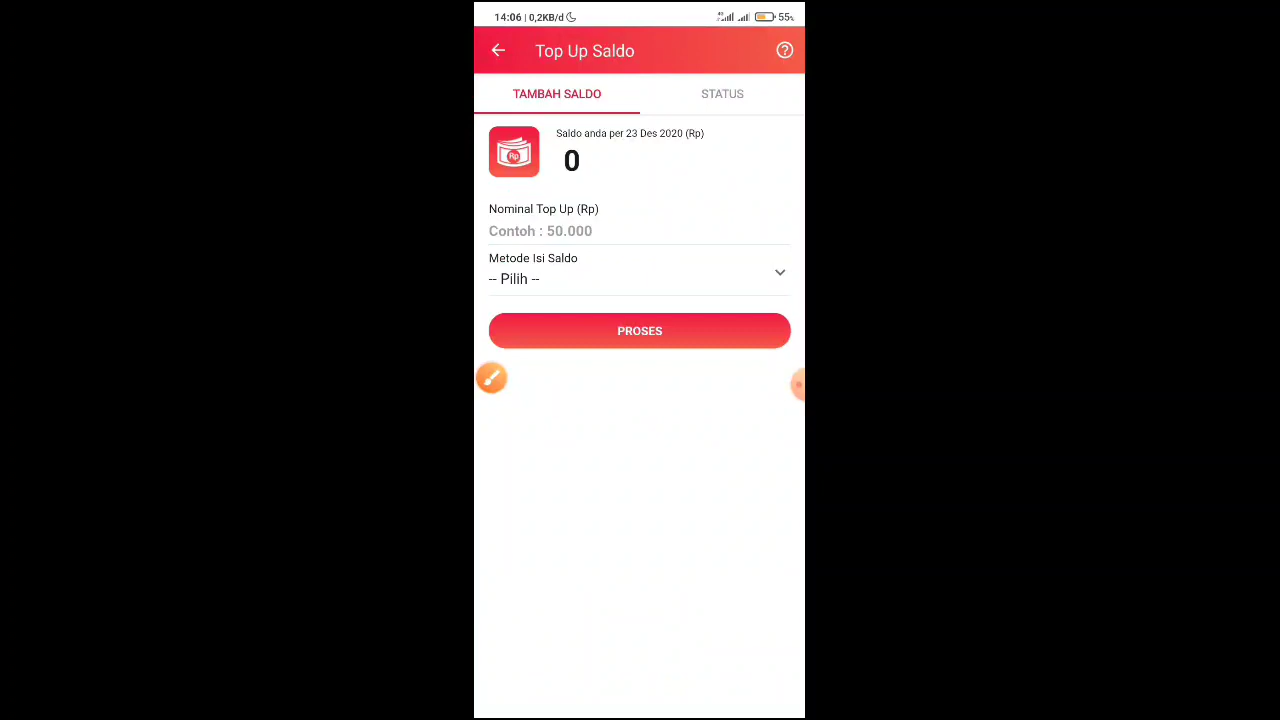 14:06 | 0,2KB/d
55%
Top Up Saldo
TAMBAH SALDO
STATUS
Saldo anda per 23 Des 2020 (Rp)
Rp
0
Nominal Top Up (Rp)
Contoh : 50.000
Metode Isi Saldo
-- Pilih --
PROSES